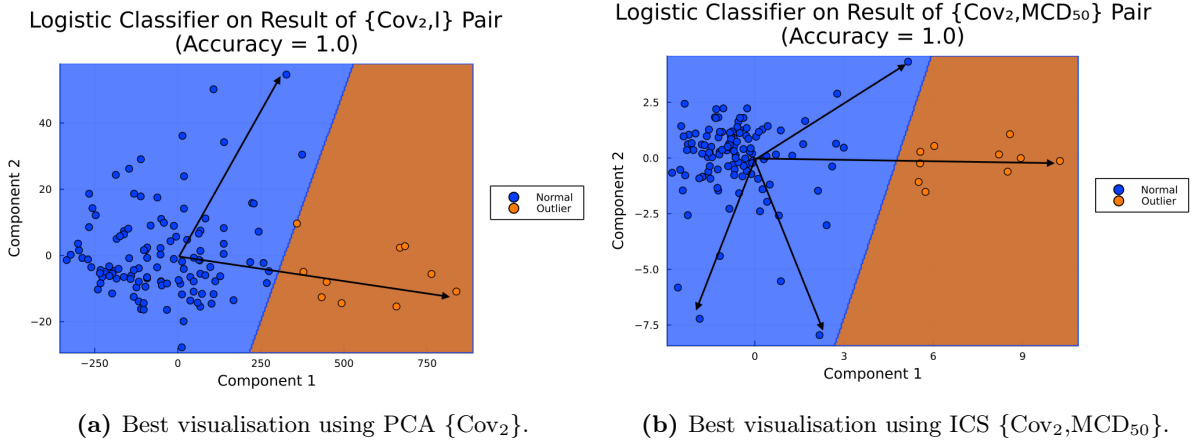 Logistic Classifier on Result of {Cov₂,I} Pair
(Accuracy = 1.0)
Component 2
40
20
0
−20
−250
0
250
500
750
Component 1
Normal
Outlier
(a) Best visualisation using PCA {Cov₂}.
Logistic Classifier on Result of {Cov₂,MCD₅₀} Pair
(Accuracy = 1.0)
Component 2
2.5
0.0
−2.5
−5.0
−7.5
0
3
6
9
Component 1
Normal
Outlier
(b) Best visualisation using ICS {Cov₂,MCD₅₀}.